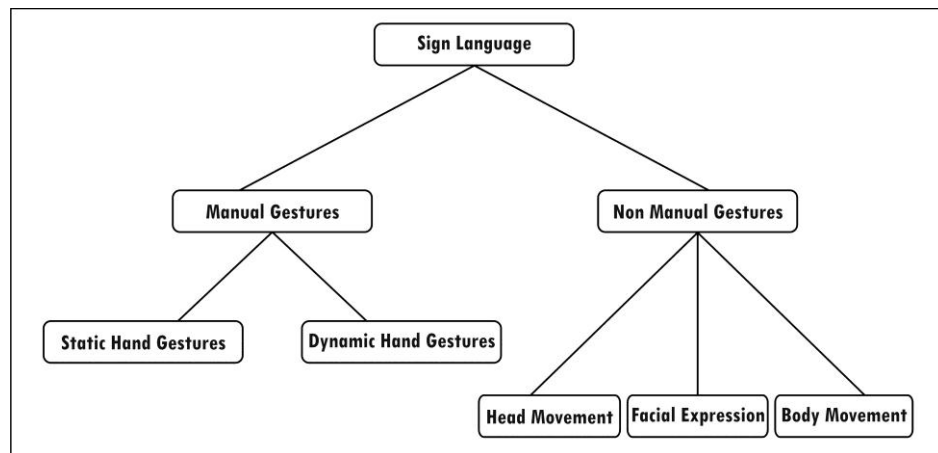 Sign Language
Manual Gestures
Non Manual Gestures
Static Hand Gestures
Dynamic Hand Gestures
Head Movement
Facial Expression
Body Movement